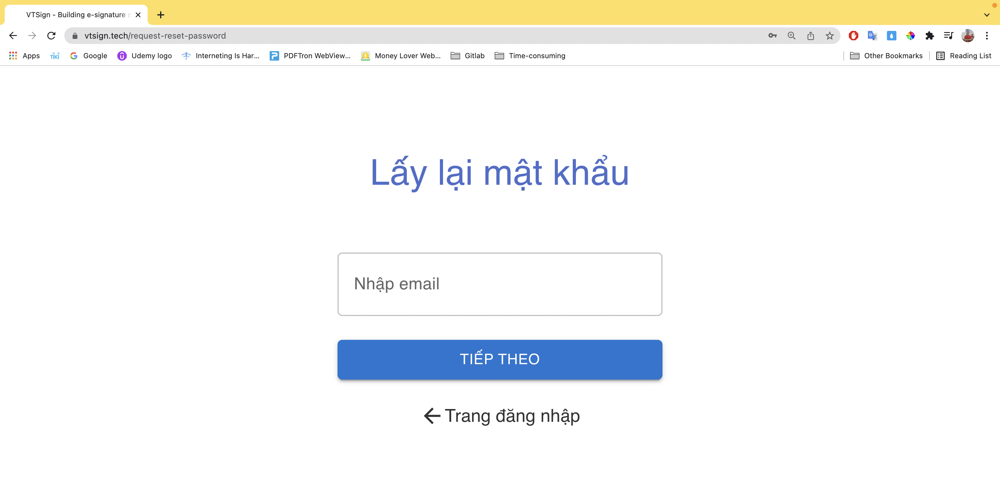 VTSign - Building e-signature s
vtsign.tech/request-reset-password
Apps TIKI Google Udemy logo Interneting Is Har... PDFTron WebView... Money Lover Web... Gitlab Time-consuming Other Bookmarks Reading List
Lấy lại mật khẩu
Nhập email
TIẾP THEO
Trang đăng nhập